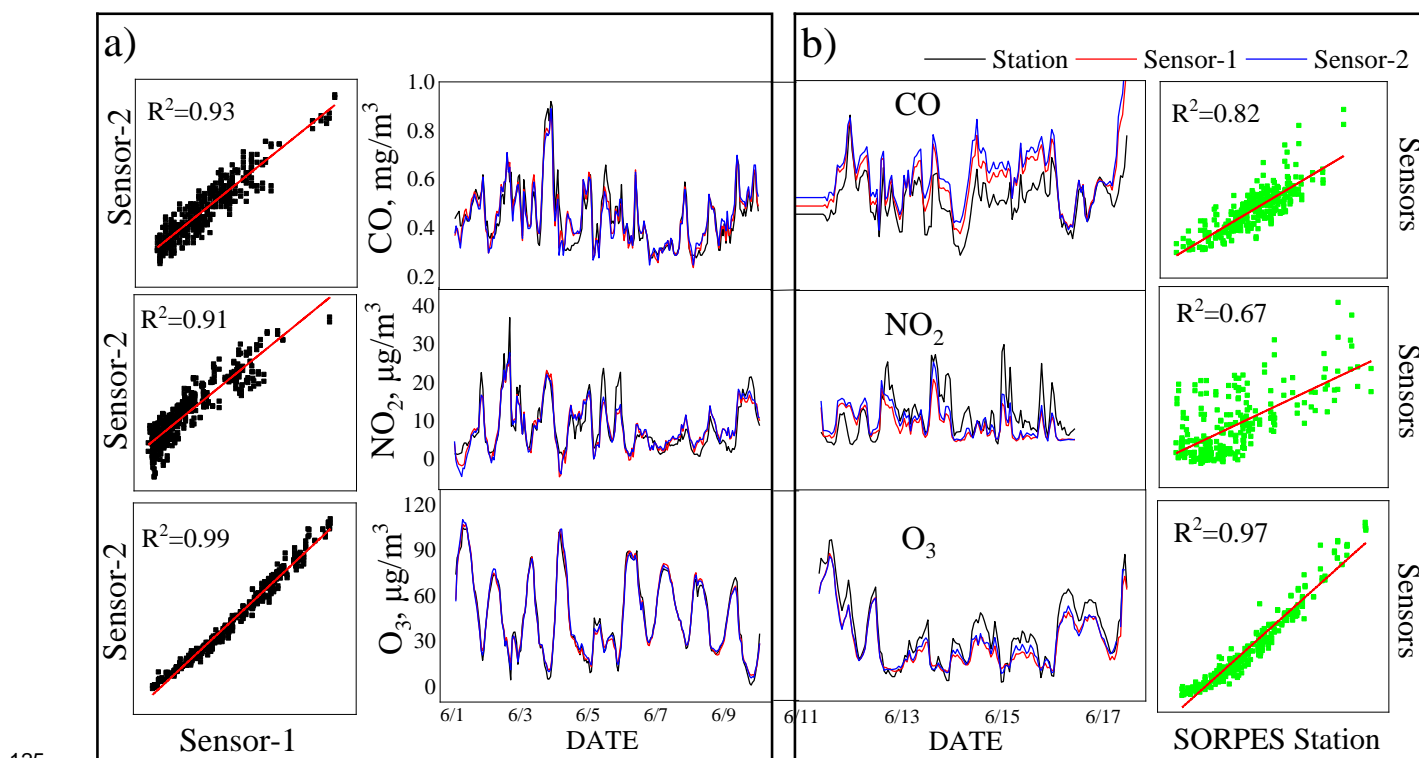 a)
Sensor-2
R²=0.93
CO, mg/m³
1.0
0.8
0.6
0.4
0.2
Sensor-2
R²=0.91
NO₂, µg/m³
40
30
20
10
0
Sensor-2
R²=0.99
O₃, µg/m³
120
90
60
30
0
6/1 6/3 6/5 6/7 6/9
Sensor-1
DATE
b)
Station Sensor-1 Sensor-2
CO
R²=0.82
Sensors
NO₂
R²=0.67
Sensors
O₃
R²=0.97
Sensors
6/11 6/13 6/15 6/17
DATE
SORPES Station